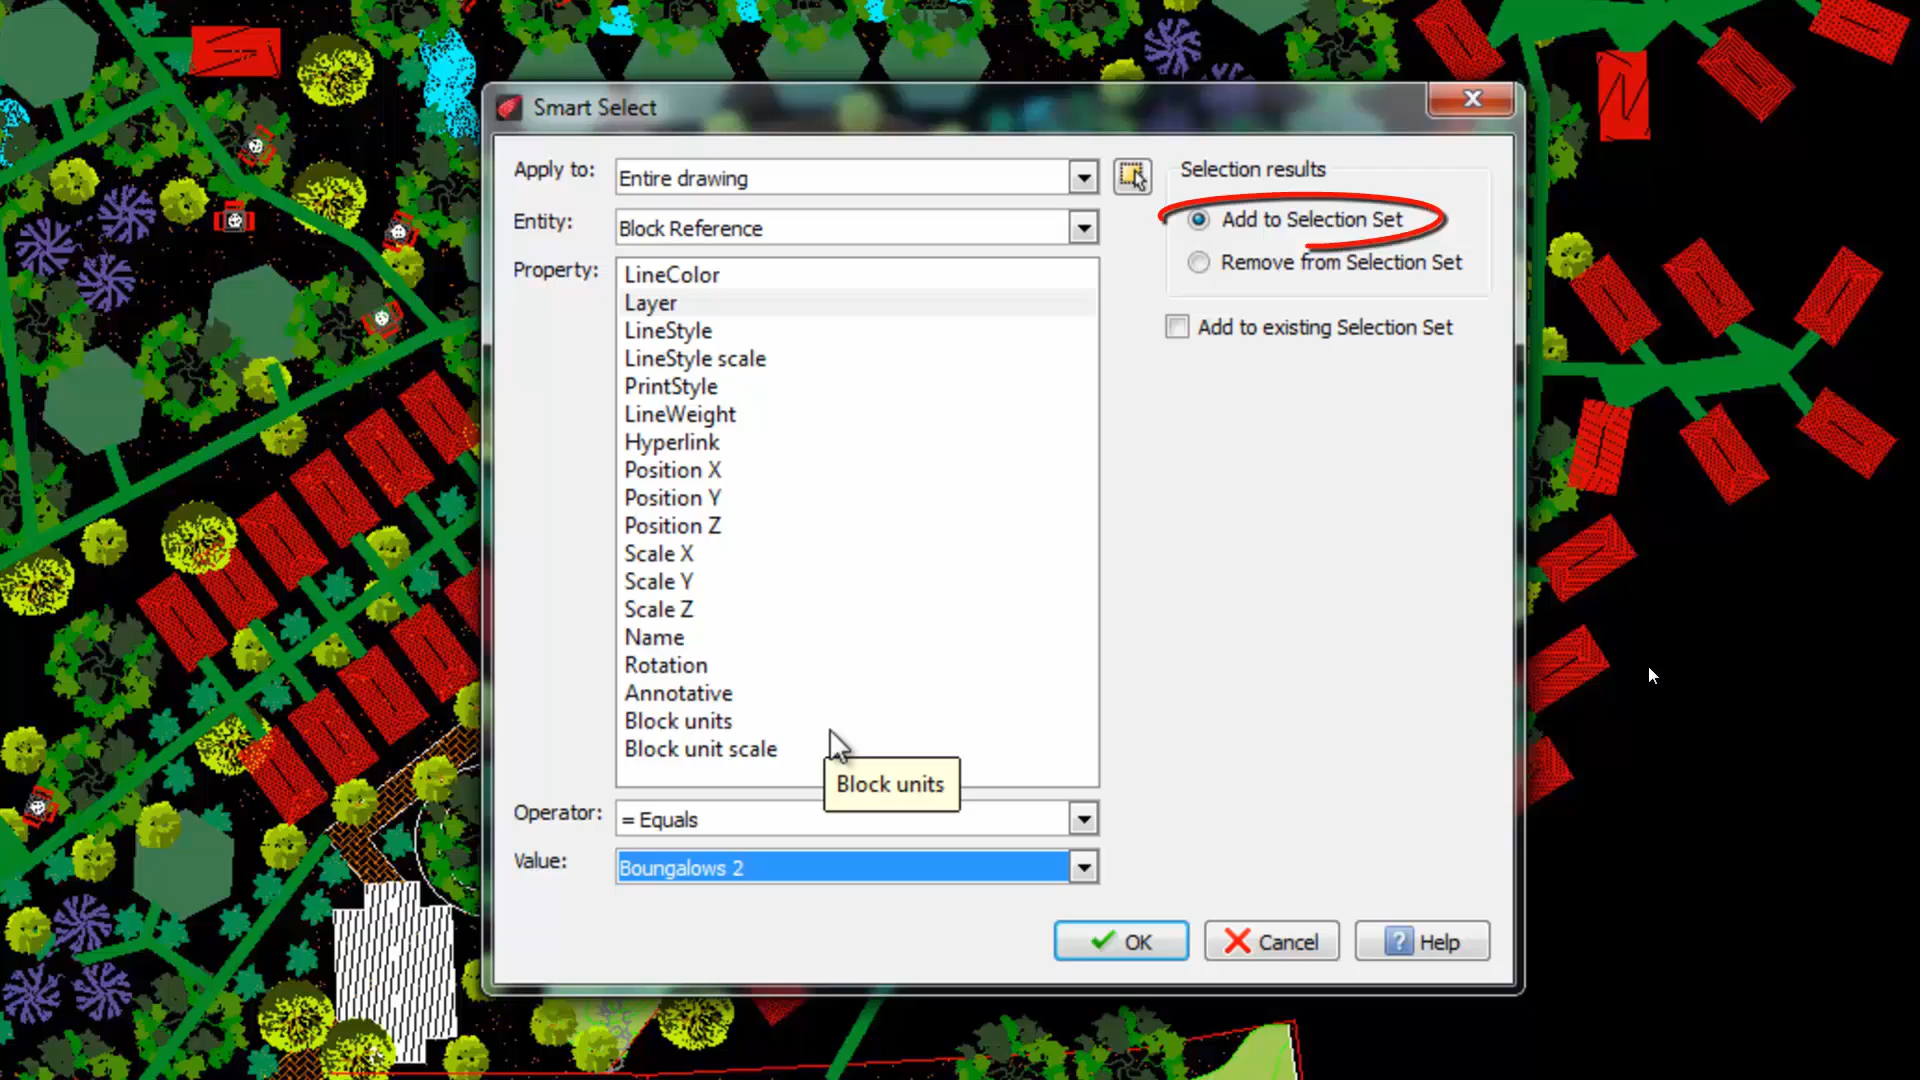 Smart Select
Apply to:
Entire drawing
Entity:
Block Reference
Property:
LineColor
Layer
LineStyle
LineStyle scale
PrintStyle
LineWeight
Hyperlink
Position X
Position Y
Position Z
Scale X
Scale Y
Scale Z
Name
Rotation
Annotative
Block units
Block unit scale
Block units
Operator:
= Equals
Value:
Boungalows 2
Selection results
Add to Selection Set
Remove from Selection Set
Add to existing Selection Set
OK
Cancel
? Help